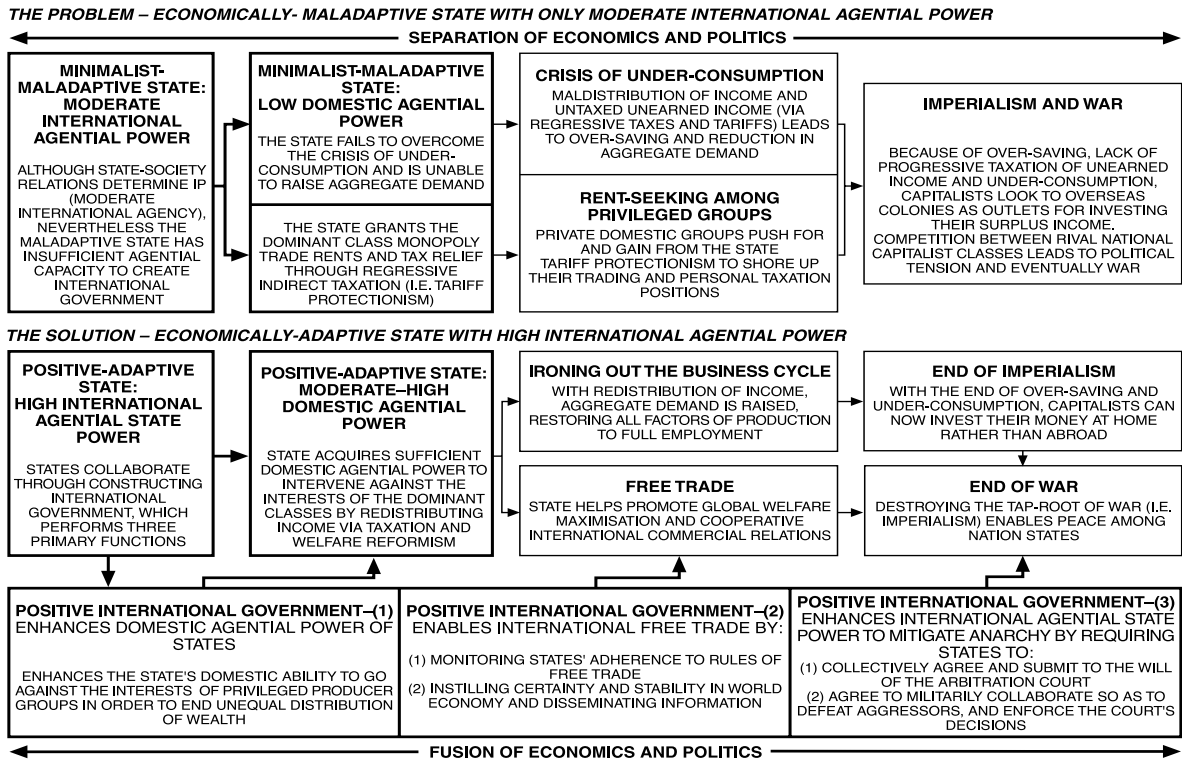 THE PROBLEM – ECONOMICALLY- MALADAPTIVE STATE WITH ONLY MODERATE INTERNATIONAL AGENTIAL POWER
SEPARATION OF ECONOMICS AND POLITICS
MINIMALIST-
MALADAPTIVE STATE:
MODERATE
INTERNATIONAL
AGENTIAL POWER
ALTHOUGH STATE-SOCIETY
RELATIONS DETERMINE IP
(MODERATE
INTERNATIONAL AGENCY),
NEVERTHELESS THE
MALADAPTIVE STATE HAS
INSUFFICIENT AGENTIAL
CAPACITY TO CREATE
INTERNATIONAL
GOVERNMENT
MINIMALIST-MALADAPTIVE
STATE:
LOW DOMESTIC AGENTIAL
POWER
THE STATE FAILS TO OVERCOME
THE CRISIS OF UNDER-
CONSUMPTION AND IS UNABLE
TO RAISE AGGREGATE DEMAND
THE STATE GRANTS THE
DOMINANT CLASS MONOPOLY
TRADE RENTS AND TAX RELIEF
THROUGH REGRESSIVE
INDIRECT TAXATION (I.E. TARIFF
PROTECTIONISM)
CRISIS OF UNDER-CONSUMPTION
MALDISTRIBUTION OF INCOME AND
UNTAXED UNEARNED INCOME (VIA
REGRESSIVE TAXES AND TARIFFS) LEADS
TO OVER-SAVING AND REDUCTION IN
AGGREGATE DEMAND
RENT-SEEKING AMONG
PRIVILEGED GROUPS
PRIVATE DOMESTIC GROUPS PUSH FOR
AND GAIN FROM THE STATE
TARIFF PROTECTIONISM TO SHORE UP
THEIR TRADING AND PERSONAL TAXATION
POSITIONS
IMPERIALISM AND WAR
BECAUSE OF OVER-SAVING, LACK OF
PROGRESSIVE TAXATION OF UNEARNED
INCOME AND UNDER-CONSUMPTION,
CAPITALISTS LOOK TO OVERSEAS
COLONIES AS OUTLETS FOR INVESTING
THEIR SURPLUS INCOME.
COMPETITION BETWEEN RIVAL NATIONAL
CAPITALIST CLASSES LEADS TO POLITICAL
TENSION AND EVENTUALLY WAR
THE SOLUTION – ECONOMICALLY-ADAPTIVE STATE WITH HIGH INTERNATIONAL AGENTIAL POWER
POSITIVE-ADAPTIVE
STATE:
HIGH INTERNATIONAL
AGENTIAL STATE
POWER
STATES COLLABORATE
THROUGH CONSTRUCTING
INTERNATIONAL
GOVERNMENT, WHICH
PERFORMS THREE
PRIMARY FUNCTIONS
POSITIVE-ADAPTIVE STATE:
MODERATE–HIGH
DOMESTIC AGENTIAL
POWER
STATE ACQUIRES SUFFICIENT
DOMESTIC AGENTIAL POWER TO
INTERVENE AGAINST THE
INTERESTS OF THE DOMINANT
CLASSES BY REDISTRIBUTING
INCOME VIA TAXATION AND
WELFARE REFORMISM
IRONING OUT THE BUSINESS CYCLE
WITH REDISTRIBUTION OF INCOME,
AGGREGATE DEMAND IS RAISED,
RESTORING ALL FACTORS OF PRODUCTION
TO FULL EMPLOYMENT
FREE TRADE
STATE HELPS PROMOTE GLOBAL WELFARE
MAXIMISATION AND COOPERATIVE
INTERNATIONAL COMMERCIAL RELATIONS
END OF IMPERIALISM
WITH THE END OF OVER-SAVING AND
UNDER-CONSUMPTION, CAPITALISTS CAN
NOW INVEST THEIR MONEY AT HOME
RATHER THAN ABROAD
END OF WAR
DESTROYING THE TAP-ROOT OF WAR (I.E.
IMPERIALISM) ENABLES PEACE AMONG
NATION STATES
POSITIVE INTERNATIONAL GOVERNMENT–(1)
ENHANCES DOMESTIC AGENTIAL POWER OF
STATES
ENHANCES THE STATE'S DOMESTIC ABILITY TO GO
AGAINST THE INTERESTS OF PRIVILEGED PRODUCER
GROUPS IN ORDER TO END UNEQUAL DISTRIBUTION
OF WEALTH
POSITIVE INTERNATIONAL GOVERNMENT–(2)
ENABLES INTERNATIONAL FREE TRADE BY:
(1) MONITORING STATES' ADHERENCE TO RULES OF
FREE TRADE
(2) INSTILLING CERTAINTY AND STABILITY IN WORLD
ECONOMY AND DISSEMINATING INFORMATION
POSITIVE INTERNATIONAL GOVERNMENT–(3)
ENHANCES INTERNATIONAL AGENTIAL STATE
POWER TO MITIGATE ANARCHY BY REQUIRING
STATES TO:
(1) COLLECTIVELY AGREE AND SUBMIT TO THE WILL
OF THE ARBITRATION COURT
(2) AGREE TO MILITARILY COLLABORATE SO AS TO
DEFEAT AGGRESSORS, AND ENFORCE THE COURT'S
DECISIONS
FUSION OF ECONOMICS AND POLITICS